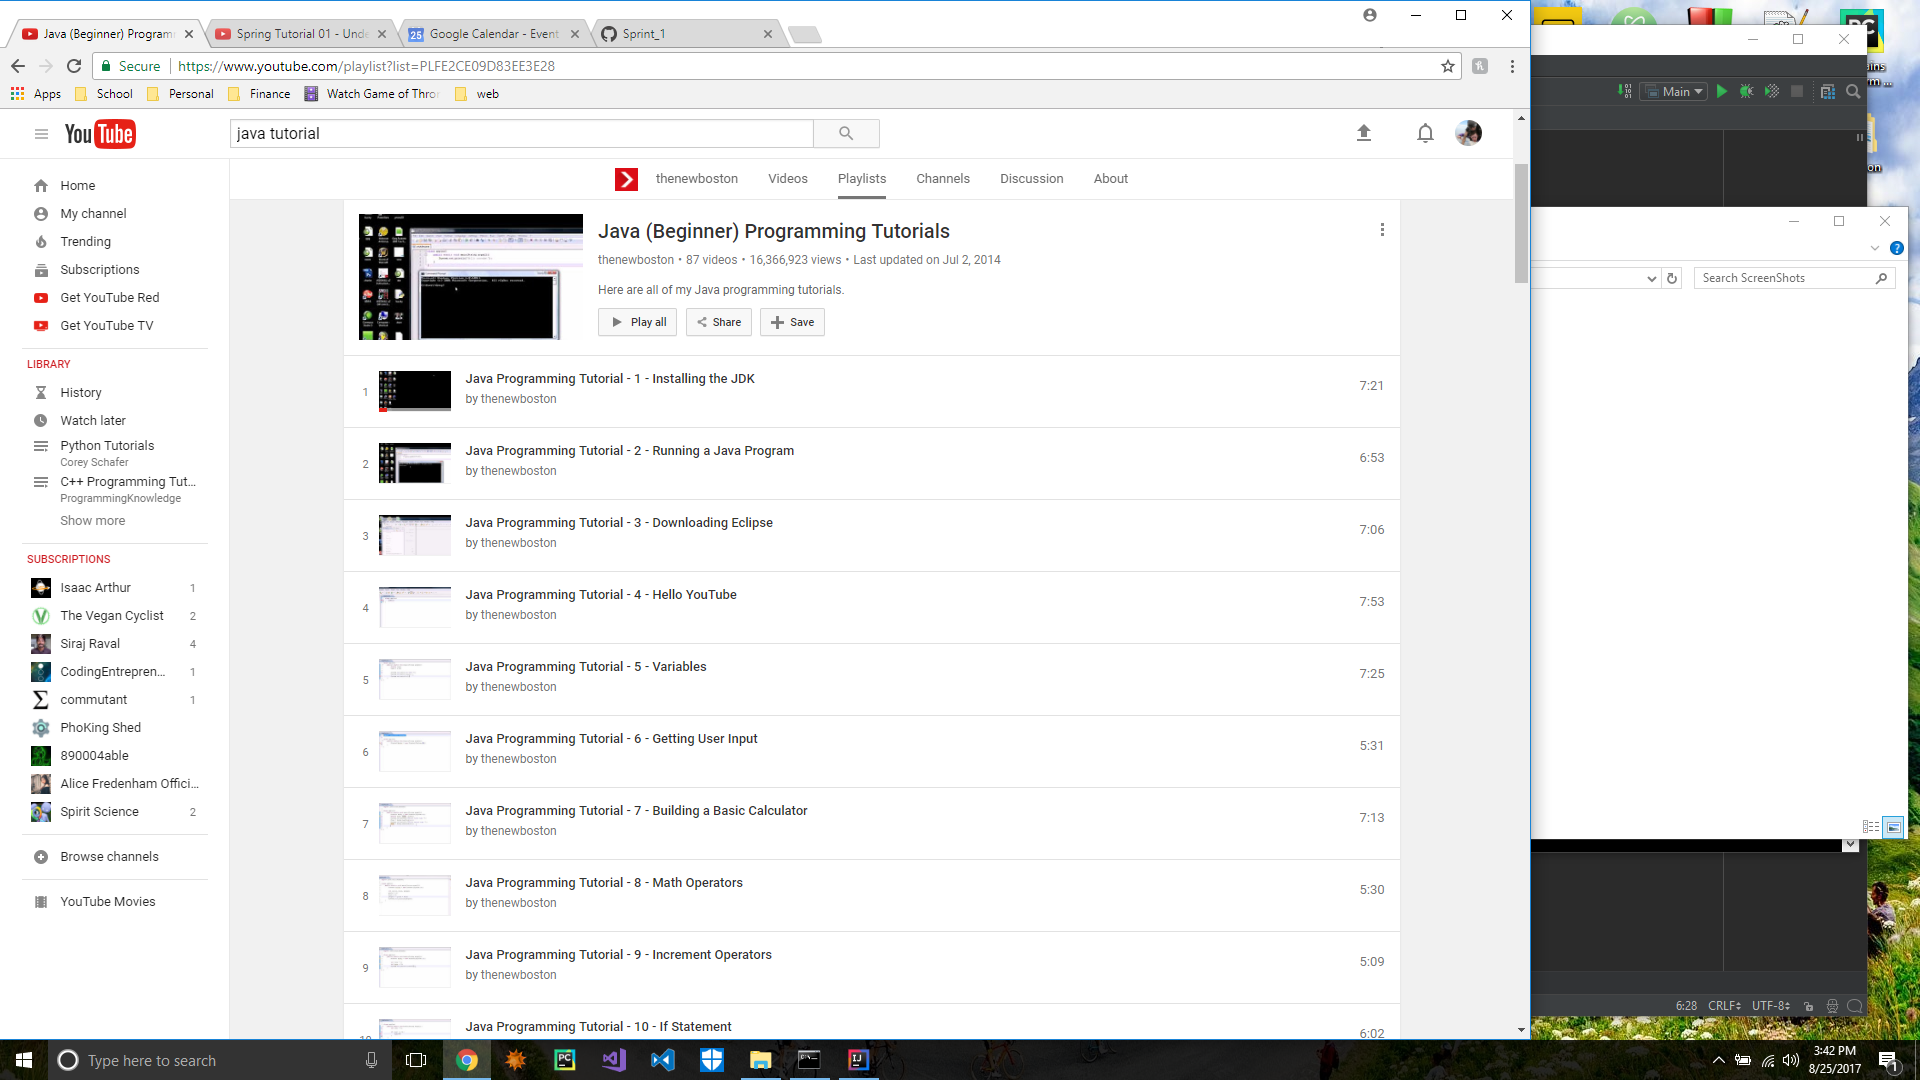 Java (Beginner) Program
Spring Tutorial 01 - Unde
Google Calendar - Event
Sprint_1
Secure
https://www.youtube.com/playlist?list=PLFE2CE09D83EE3E28
Apps
School
Personal
Finance
Watch Game of Thro
web
YouTube
java tutorial
thenewboston
Videos
Playlists
Channels
Discussion
About
Home
My channel
Trending
Subscriptions
Get YouTube Red
Get YouTube TV
LIBRARY
History
Watch later
Python Tutorials
Corey Schafer
C++ Programming Tut...
ProgrammingKnowledge
Show more
SUBSCRIPTIONS
Isaac Arthur 1
The Vegan Cyclist 2
Siraj Raval 4
CodingEntrepren... 1
commutant 1
PhoKing Shed
890004able
Alice Fredenham Offici...
Spirit Science 2
Browse channels
YouTube Movies
Java (Beginner) Programming Tutorials
thenewboston • 87 videos • 16,366,923 views • Last updated on Jul 2, 2014
Here are all of my Java programming tutorials.
Play all
Share
Save
1 Java Programming Tutorial - 1 - Installing the JDK 7:21
by thenewboston
2 Java Programming Tutorial - 2 - Running a Java Program 6:53
by thenewboston
3 Java Programming Tutorial - 3 - Downloading Eclipse 7:06
by thenewboston
4 Java Programming Tutorial - 4 - Hello YouTube 7:53
by thenewboston
5 Java Programming Tutorial - 5 - Variables 7:25
by thenewboston
6 Java Programming Tutorial - 6 - Getting User Input 5:31
by thenewboston
7 Java Programming Tutorial - 7 - Building a Basic Calculator 7:13
by thenewboston
8 Java Programming Tutorial - 8 - Math Operators 5:30
by thenewboston
9 Java Programming Tutorial - 9 - Increment Operators 5:09
by thenewboston
Java Programming Tutorial - 10 - If Statement 6:02
Main
Search ScreenShots
6:28 CRLF UTF-8
Type here to search
3:42 PM
8/25/2017